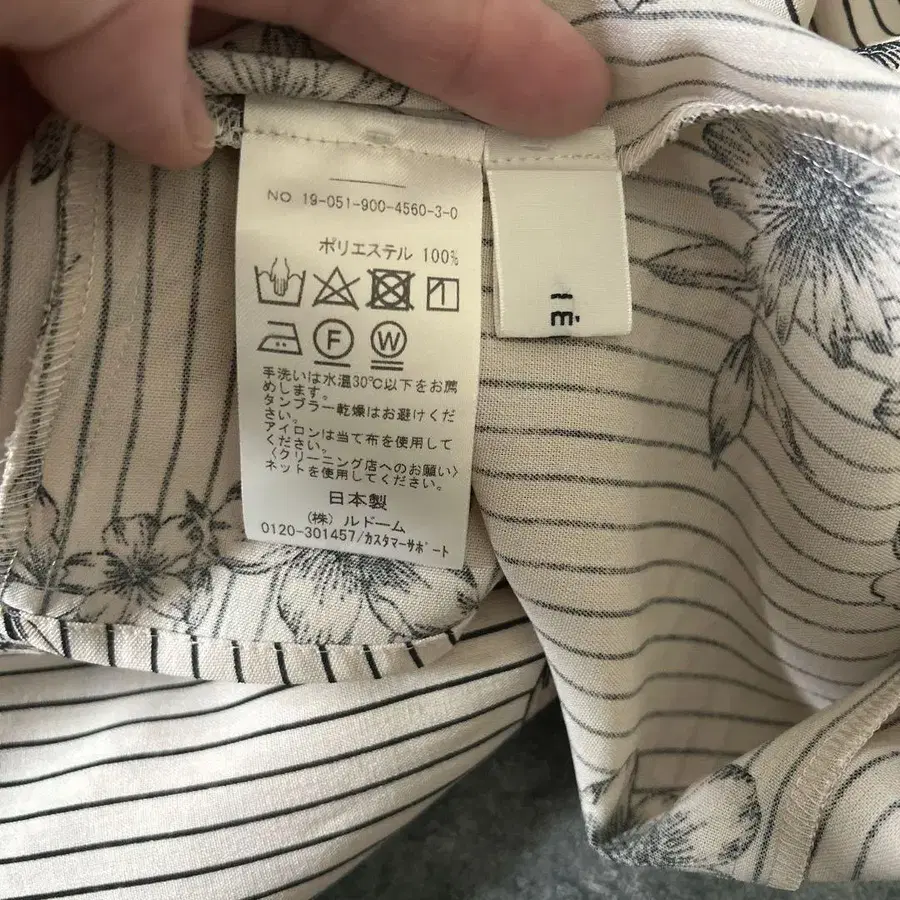 NO 19-051-900-4560-3-0
ポリエステル 100%
F W
手洗いは水温30℃以下をお薦
めします。
タンブラー乾燥はお避けくだ
さい。
アイロンは当て布を使用して
ください。
〈クリーニング店へのお願い〉
ネットを使用してください。
日本製
(株) ルドーム
0120-301457/カスタマーサポート